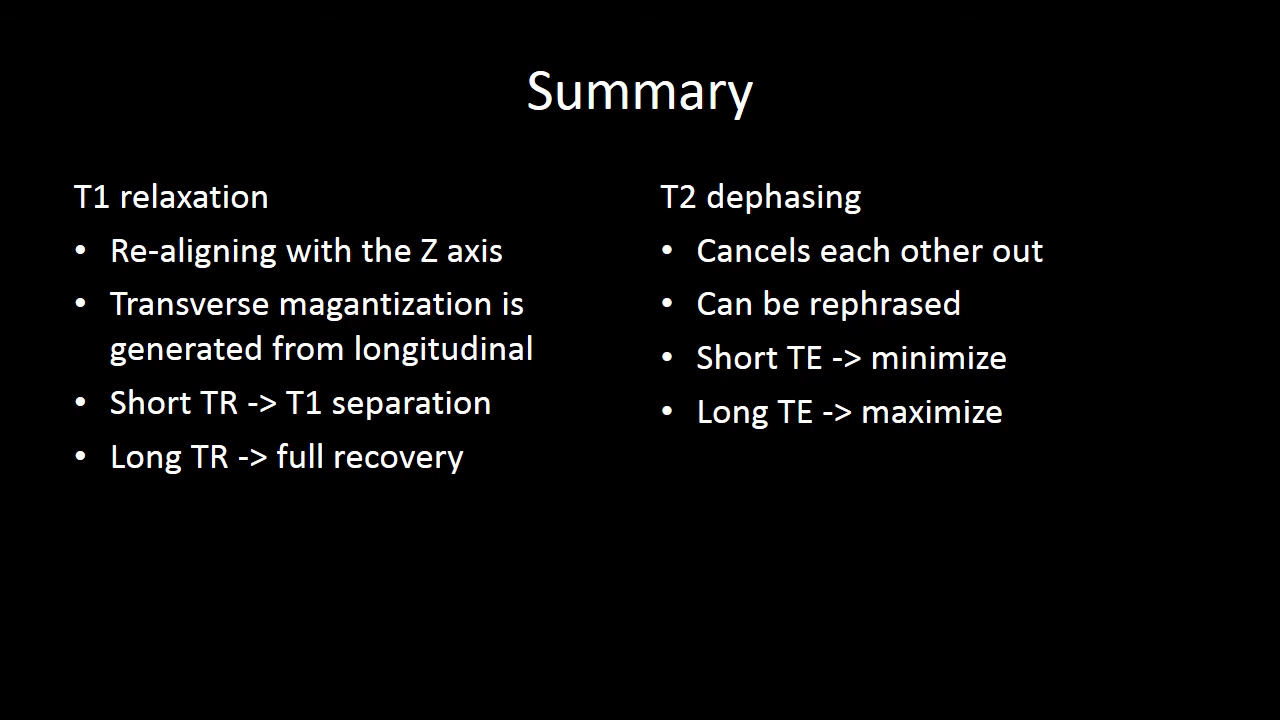 Summary
T1 relaxation
• Re-aligning with the Z axis
• Transverse magantization is
generated from longitudinal
• Short TR -> T1 separation
• Long TR -> full recovery
T2 dephasing
• Cancels each other out
• Can be rephrased
• Short TE -> minimize
• Long TE -> maximize